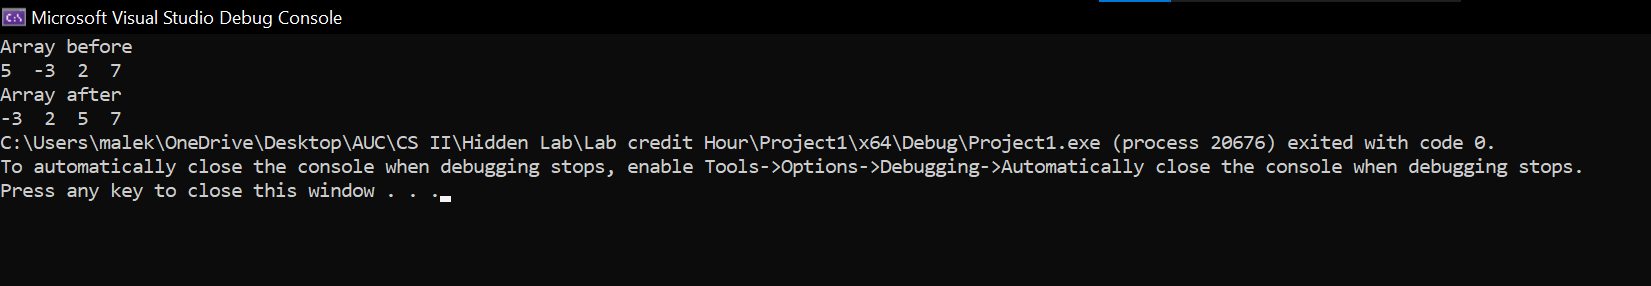 Microsoft Visual Studio Debug Console
Array before
5  -3  2  7
Array after
-3  2  5  7
C:\Users\malek\OneDrive\Desktop\AUC\CS II\Hidden Lab\Lab credit Hour\Project1\x64\Debug\Project1.exe (process 20676) exited with code 0.
To automatically close the console when debugging stops, enable Tools->Options->Debugging->Automatically close the console when debugging stops.
Press any key to close this window . . .